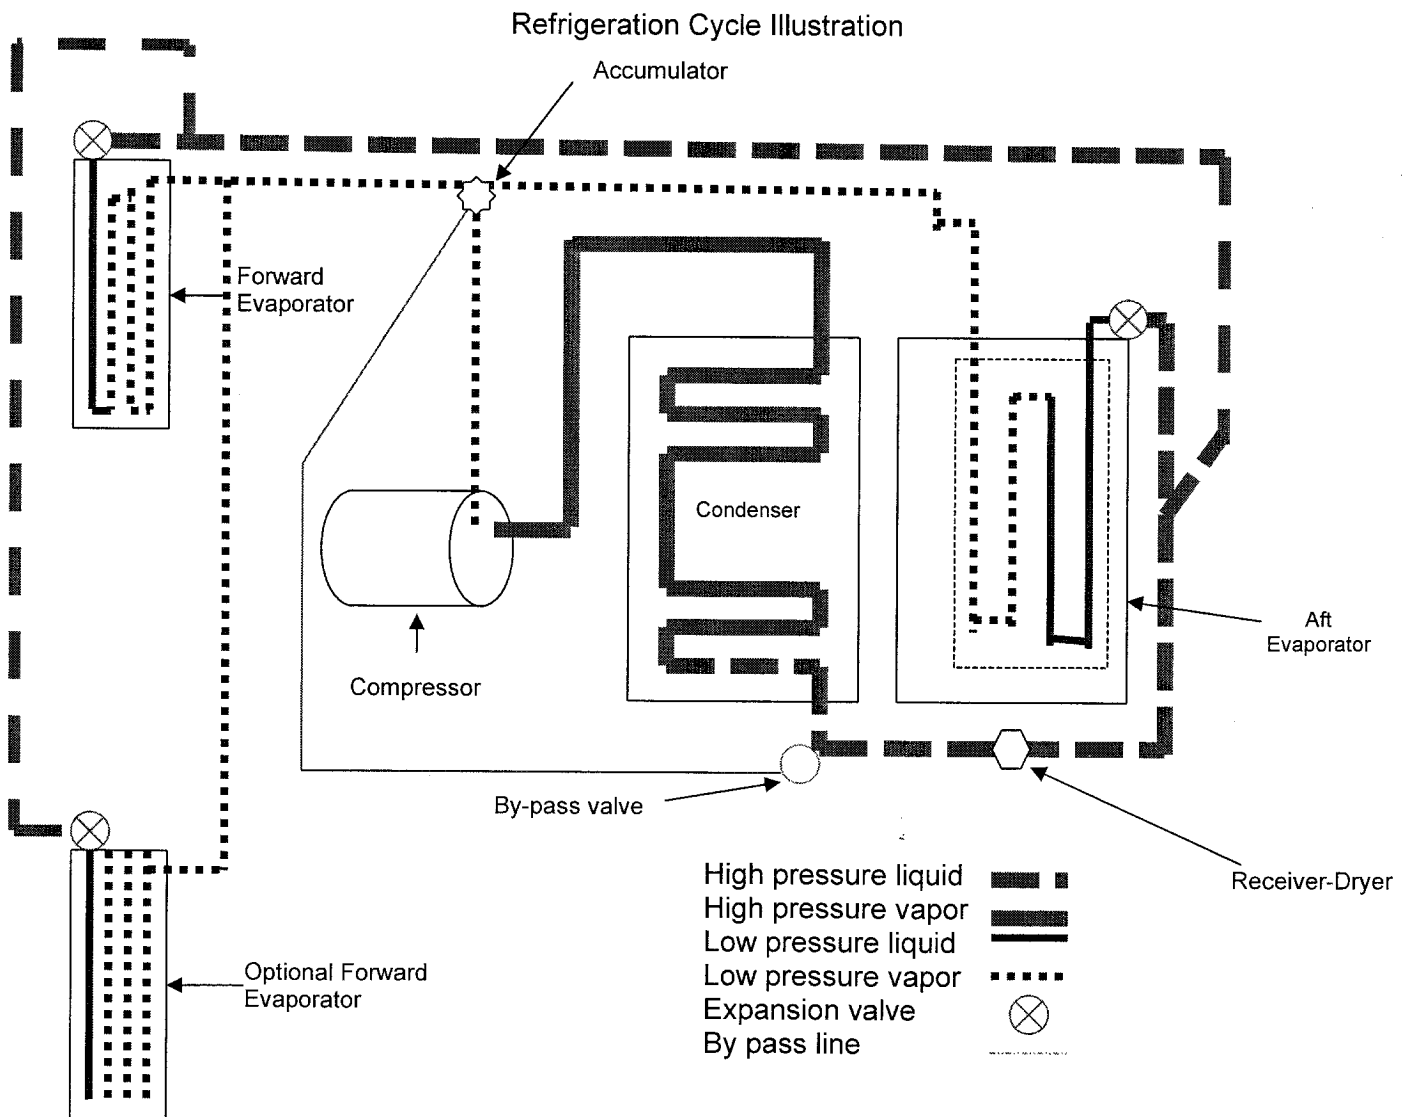 Refrigeration Cycle Illustration
Accumulator
Forward
Evaporator
Condenser
Aft
Evaporator
Compressor
By-pass valve
Receiver-Dryer
High pressure liquid
High pressure vapor
Low pressure liquid
Low pressure vapor
Expansion valve
By pass line
Optional Forward
Evaporator